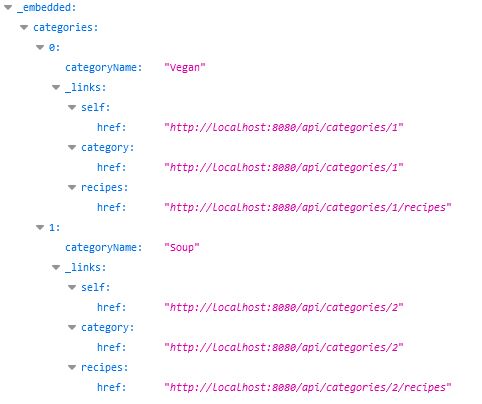 _embedded:
categories:
0:
categoryName: "Vegan"
_links:
self:
href: "http://localhost:8080/api/categories/1"
category:
href: "http://localhost:8080/api/categories/1"
recipes:
href: "http://localhost:8080/api/categories/1/recipes"
1:
categoryName: "Soup"
_links:
self:
href: "http://localhost:8080/api/categories/2"
category:
href: "http://localhost:8080/api/categories/2"
recipes:
href: "http://localhost:8080/api/categories/2/recipes"